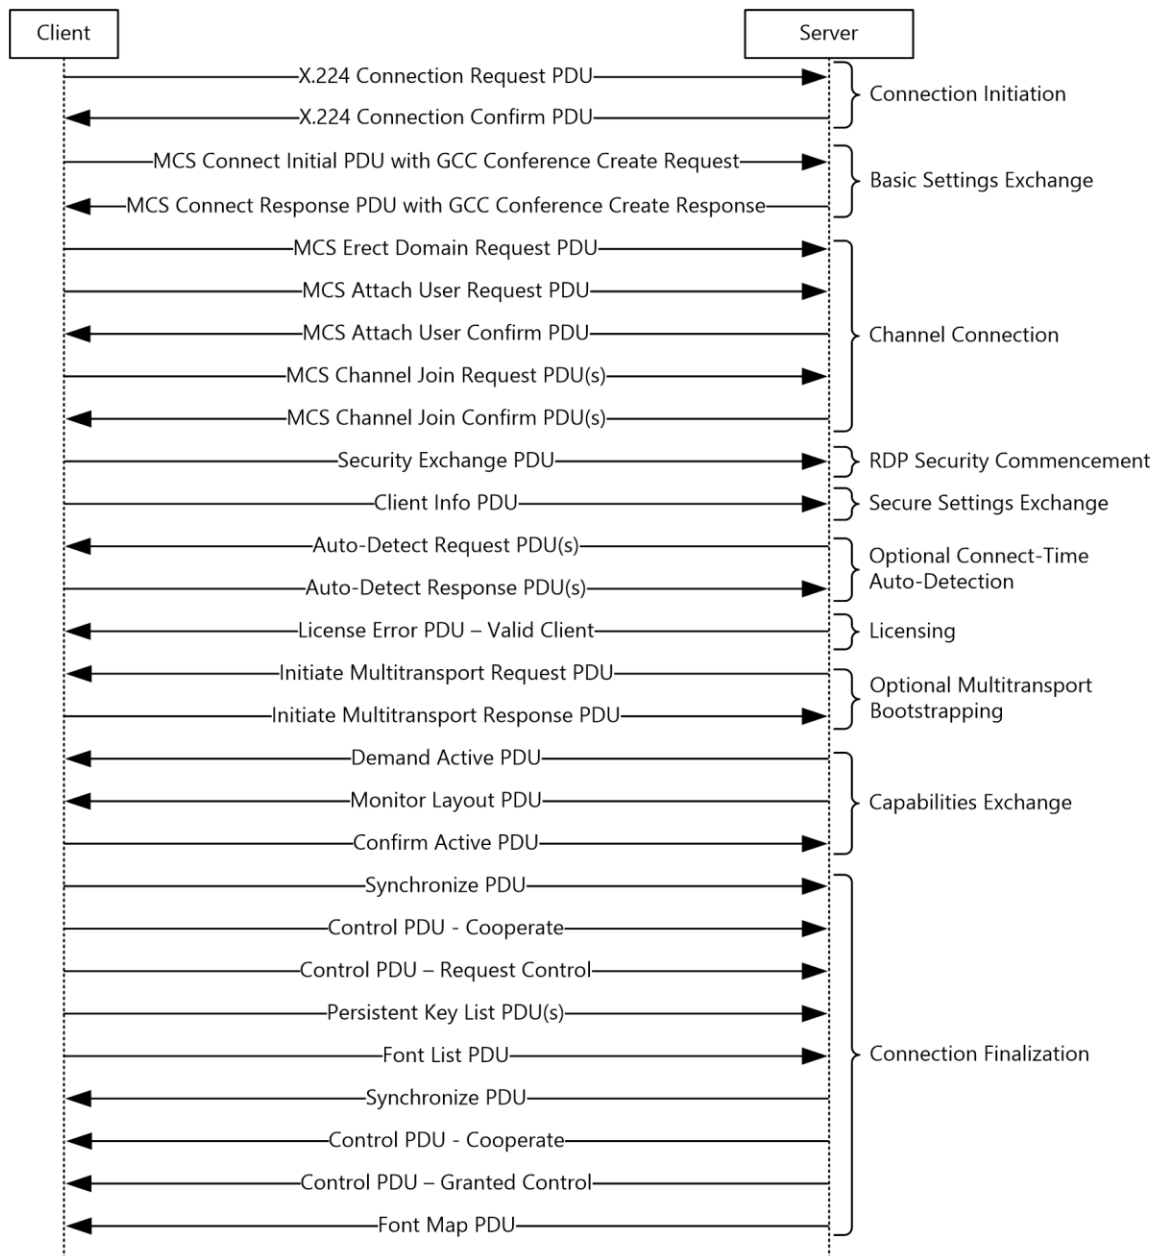 Client
Server
X.224 Connection Request PDU
Connection Initiation
X.224 Connection Confirm PDU
MCS Connect Initial PDU with GCC Conference Create Request
Basic Settings Exchange
MCS Connect Response PDU with GCC Conference Create Response
MCS Erect Domain Request PDU
MCS Attach User Request PDU
MCS Attach User Confirm PDU
Channel Connection
MCS Channel Join Request PDU(s)
MCS Channel Join Confirm PDU(s)
Security Exchange PDU
RDP Security Commencement
Client Info PDU
Secure Settings Exchange
Auto-Detect Request PDU(s)
Optional Connect-Time
Auto-Detection
Auto-Detect Response PDU(s)
License Error PDU – Valid Client
Licensing
Initiate Multitransport Request PDU
Optional Multitransport
Bootstrapping
Initiate Multitransport Response PDU
Demand Active PDU
Monitor Layout PDU
Capabilities Exchange
Confirm Active PDU
Synchronize PDU
Control PDU - Cooperate
Control PDU – Request Control
Persistent Key List PDU(s)
Font List PDU
Connection Finalization
Synchronize PDU
Control PDU - Cooperate
Control PDU – Granted Control
Font Map PDU